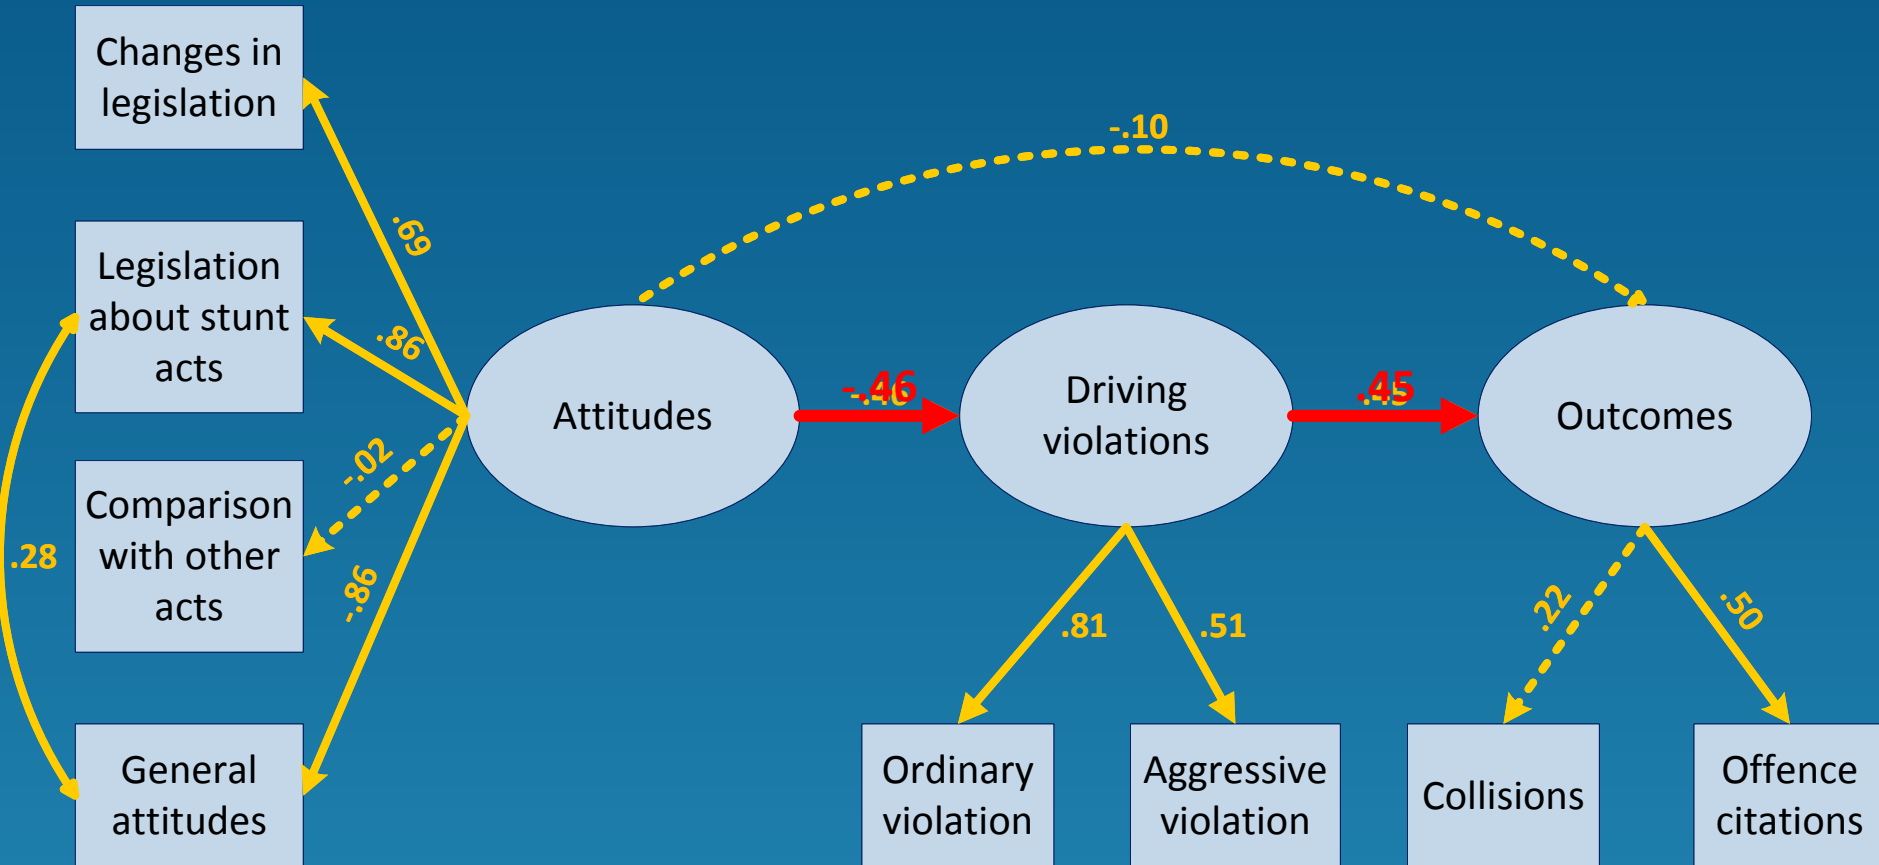 Changes in
legislation
Legislation
about stunt
acts
Comparison
with other
acts
General
attitudes
.28
.69
.86
-.02
-.86
Attitudes
-.10
-.46
Driving
violations
.45
Outcomes
.81
.51
.22
.50
Ordinary
violation
Aggressive
violation
Collisions
Offence
citations